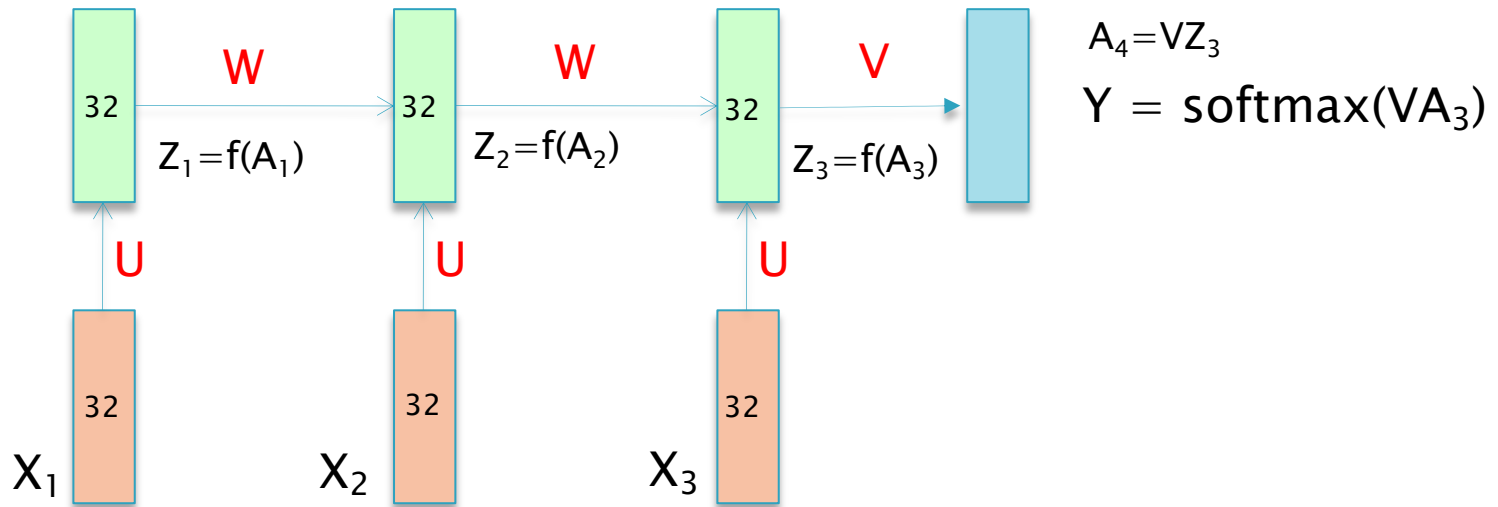 W W V A₄=VZ₃
32 32 32 Y = softmax(VA₃)
Z₁=f(A₁) Z₂=f(A₂) Z₃=f(A₃)
U U U
32 32 32
X₁ X₂ X₃